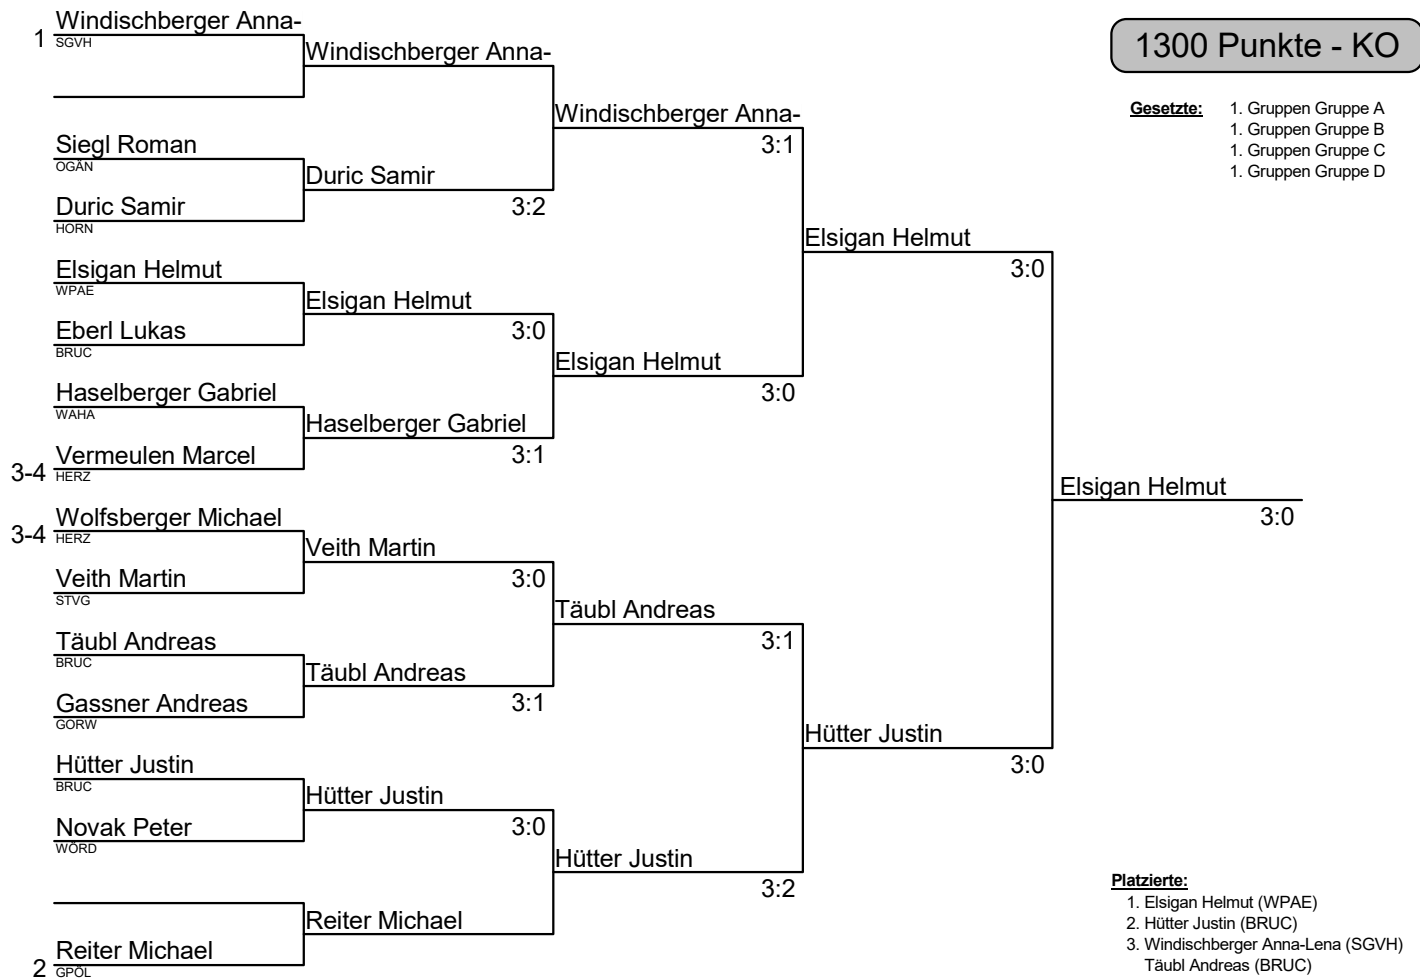 1300 Punkte - KO
Gesetzte:
1. Gruppen Gruppe A
1. Gruppen Gruppe B
1. Gruppen Gruppe C
1. Gruppen Gruppe D
1
Windischberger Anna-
SGVH
Siegl Roman
OGÄN
Duric Samir
HORN
Elsigan Helmut
WPAE
Eberl Lukas
BRUC
Haselberger Gabriel
WAHA
3-4
Vermeulen Marcel
HERZ
3-4
Wolfsberger Michael
HERZ
Veith Martin
STVG
Täubl Andreas
BRUC
Gassner Andreas
GORW
Hütter Justin
BRUC
Novak Peter
WÖRD
2
Reiter Michael
GPÖL
Windischberger Anna-
Duric Samir
3:2
Elsigan Helmut
3:0
Haselberger Gabriel
3:1
Veith Martin
3:0
Täubl Andreas
3:1
Hütter Justin
3:0
Reiter Michael
Windischberger Anna-
3:1
Elsigan Helmut
3:0
Täubl Andreas
3:1
Hütter Justin
3:2
Elsigan Helmut
3:0
Hütter Justin
3:0
Elsigan Helmut
3:0
Platzierte:
1. Elsigan Helmut (WPAE)
2. Hütter Justin (BRUC)
3. Windischberger Anna-Lena (SGVH)
Täubl Andreas (BRUC)